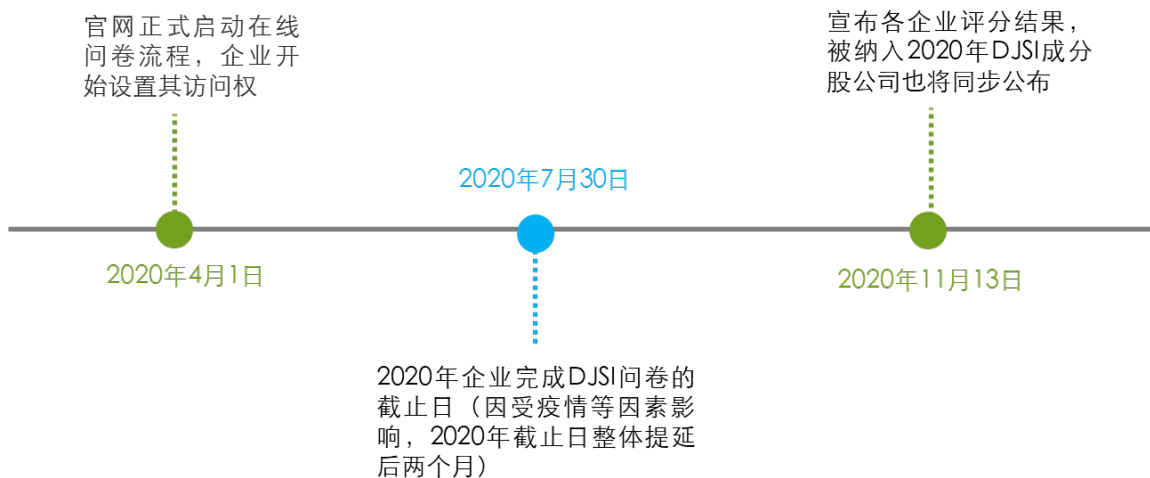 官网正式启动在线
问卷流程，企业开
始设置其访问权
2020年4月1日
2020年7月30日
2020年企业完成DJSI问卷的
截止日（因受疫情等因素影
响，2020年截止日整体提延
后两个月）
宣布各企业评分结果，
被纳入2020年DJSI成分
股公司也将同步公布
2020年11月13日